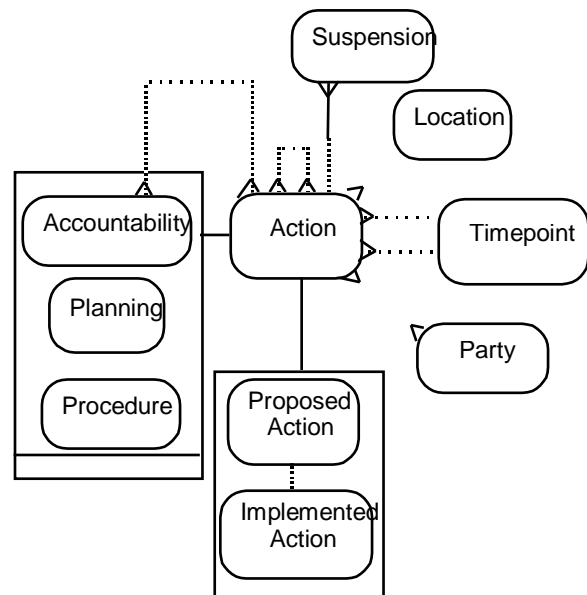 Suspension
Location
Accountability
Action
Timepoint
Planning
Party
Procedure
Proposed
Action
Implemented
Action